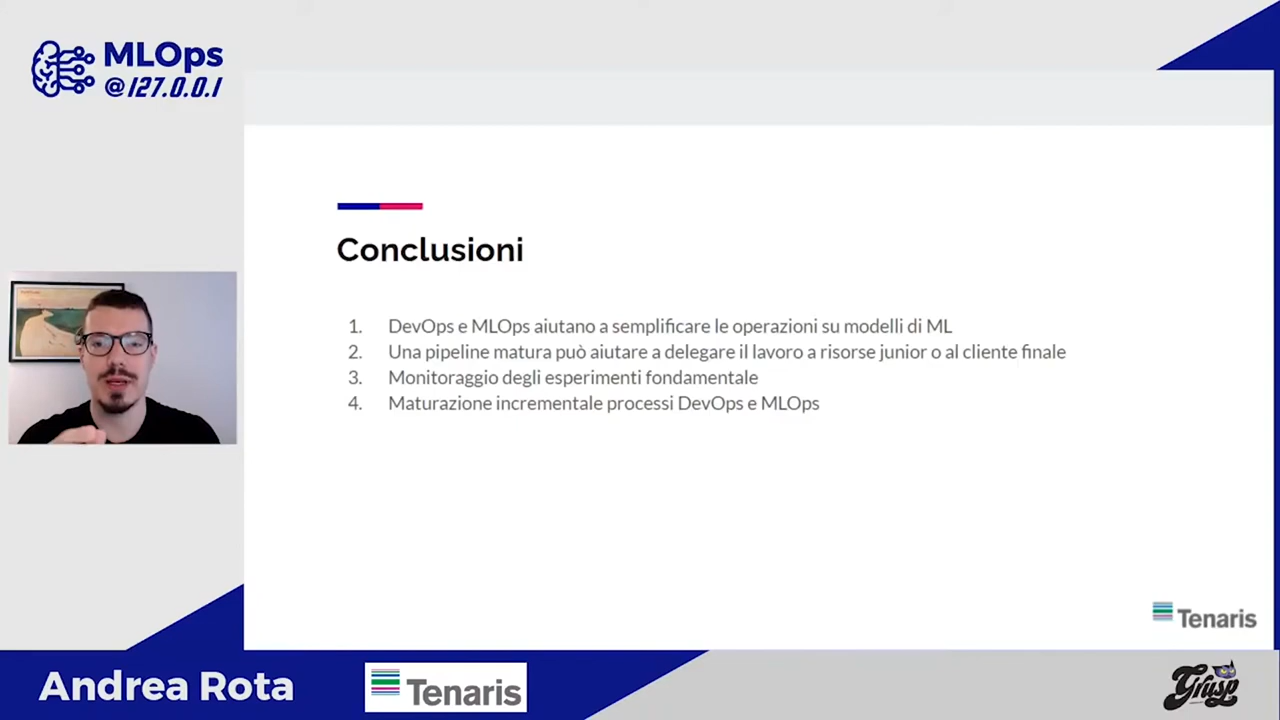 MLOps
@127.0.0.1
Conclusioni
1. DevOps e MLOps aiutano a semplificare le operazioni su modelli di ML
2. Una pipeline matura può aiutare a delegare il lavoro a risorse junior o al cliente finale
3. Monitoraggio degli esperimenti fondamentale
4. Maturazione incrementale processi DevOps e MLOps
Tenaris
Andrea Rota
Tenaris
Grusp